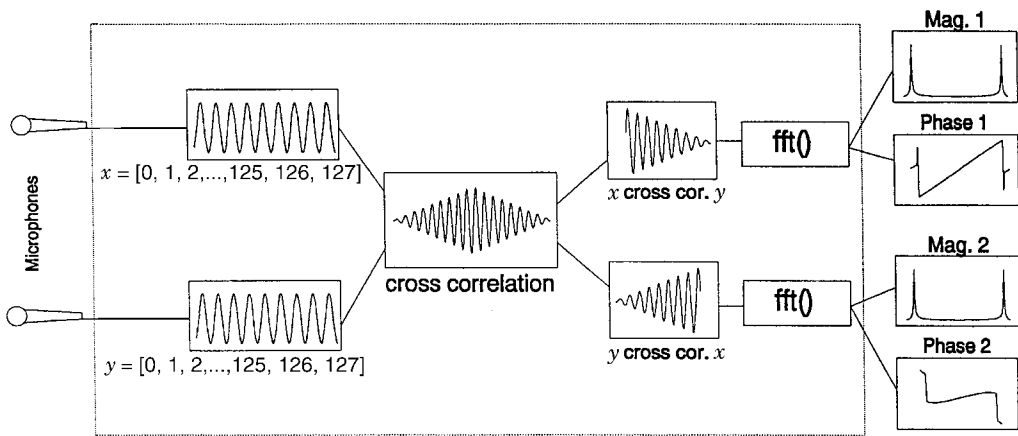 Mag. 1
fft()
Phase 1
x = [0, 1, 2,...,125, 126, 127]
x cross cor. y
Microphones
cross correlation
Mag. 2
fft()
y cross cor. x
Phase 2
y = [0, 1, 2,...,125, 126, 127]